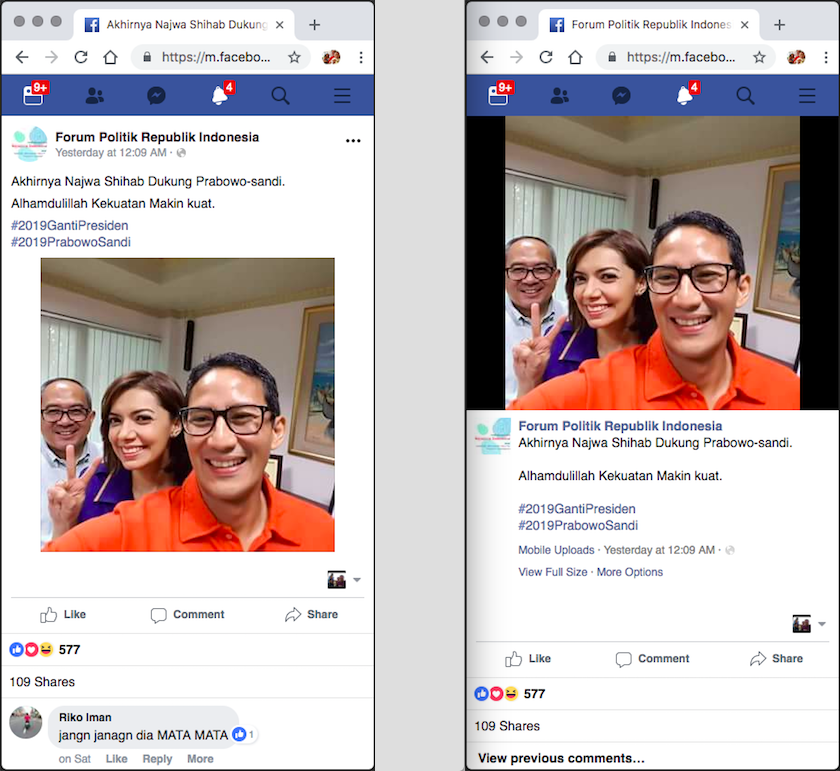 Akhirnya Najwa Shihab Dukung
https://m.facebo...
9+
4
Forum Politik Republik Indonesia
Yesterday at 12:09 AM ·
Akhirnya Najwa Shihab Dukung Prabowo-sandi.
Alhamdulillah Kekuatan Makin kuat.
#2019GantiPresiden
#2019PrabowoSandi
Like Comment Share
577
109 Shares
Riko Iman
jangn janagn dia MATA MATA
1
on Sat Like Reply More
Forum Politik Republik Indones
https://m.facebo...
9+
4
Forum Politik Republik Indonesia
Akhirnya Najwa Shihab Dukung Prabowo-sandi.
Alhamdulillah Kekuatan Makin kuat.
#2019GantiPresiden
#2019PrabowoSandi
Mobile Uploads · Yesterday at 12:09 AM ·
View Full Size · More Options
Like Comment Share
577
109 Shares
View previous comments...